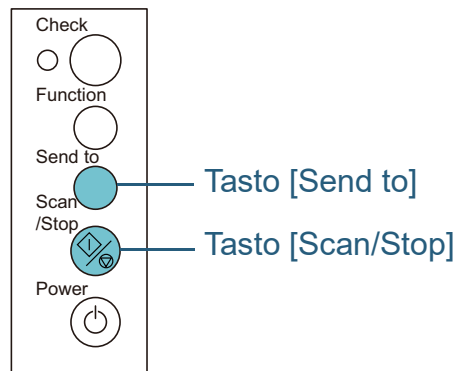 Check
Function
Send to
Tasto [Send to]
Scan
/Stop
Tasto [Scan/Stop]
Power